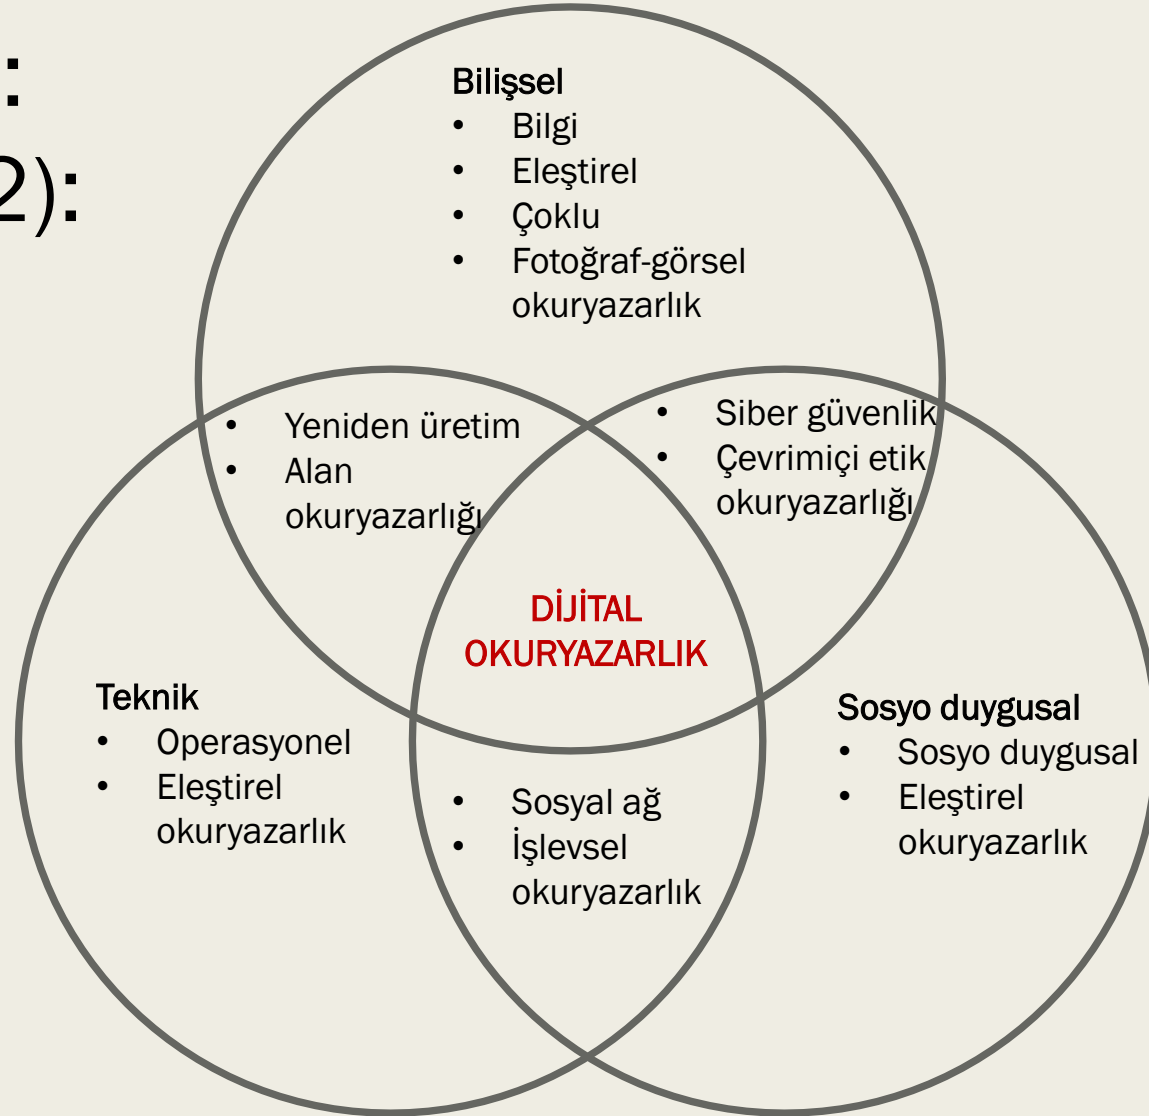 :
2):
Bilişsel
• Bilgi
• Eleştirel
• Çoklu
• Fotoğraf-görsel
okuryazarlık
• Yeniden üretim
• Alan
okuryazarlığı
• Siber güvenlik
• Çevrimiçi etik
okuryazarlığı
DİJİTAL
OKURYAZARLIK
Teknik
• Operasyonel
• Eleştirel
okuryazarlık
• Sosyal ağ
• İşlevsel
okuryazarlık
Sosyo duygusal
• Sosyo duygusal
• Eleştirel
okuryazarlık